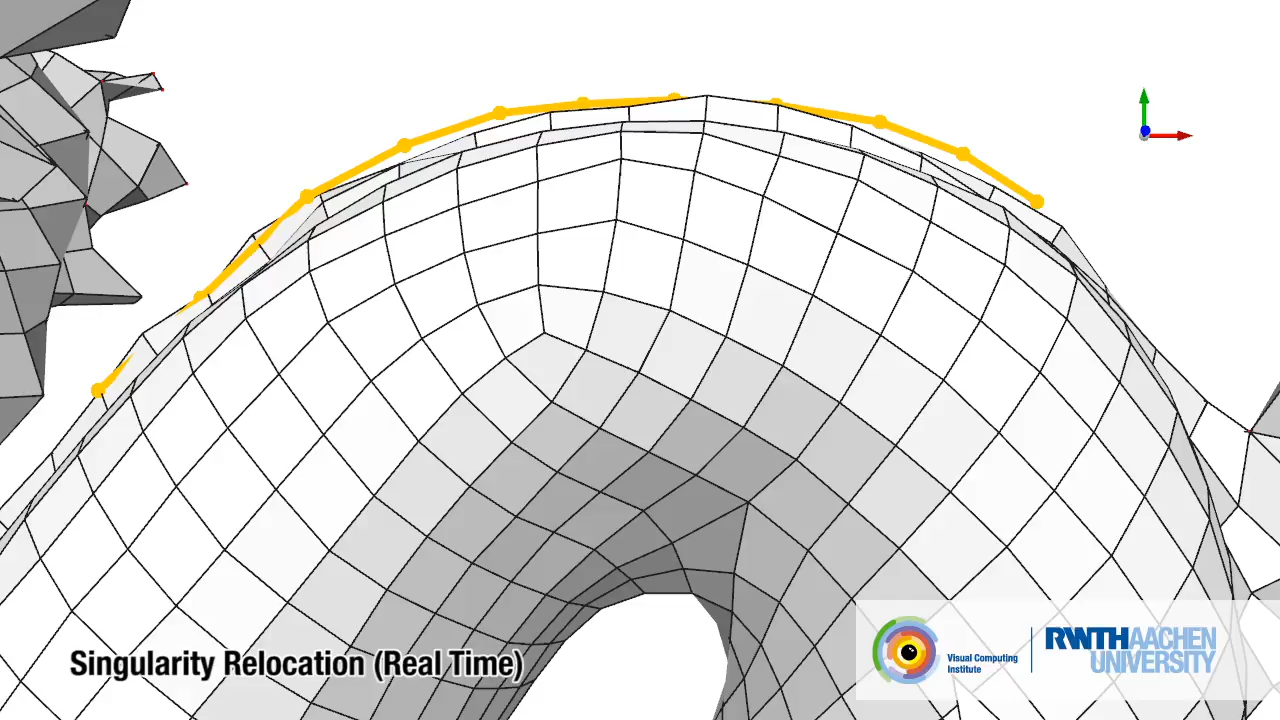 Singularity Relocation (Real Time)
Visual Computing
Institute
RWTHAACHEN
UNIVERSITY